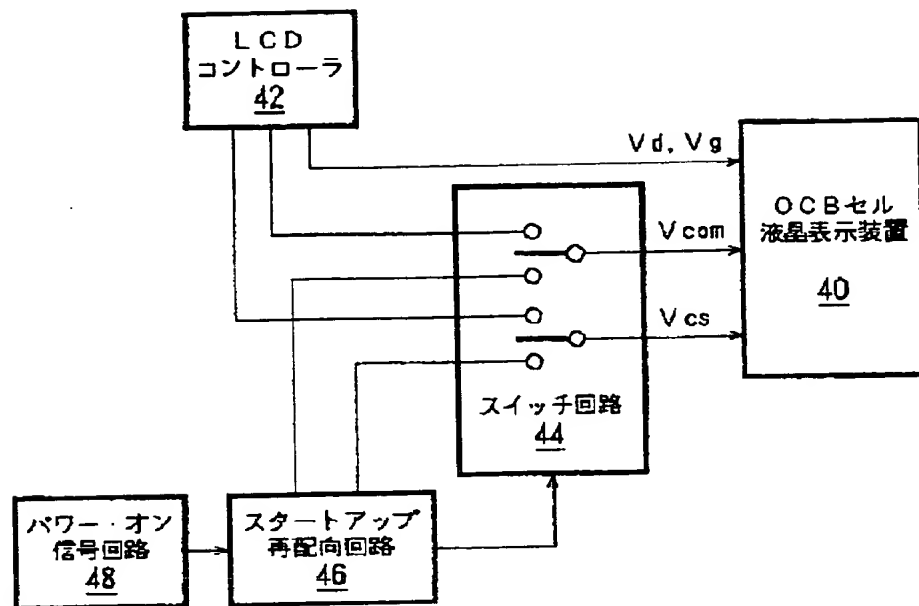 LCD
コントローラ
42
Vd, Vg
OCBセル
液晶表示装置
40
Vcom
Vcs
スイッチ回路
44
パワー・オン
信号回路
48
スタートアップ
再配向回路
46